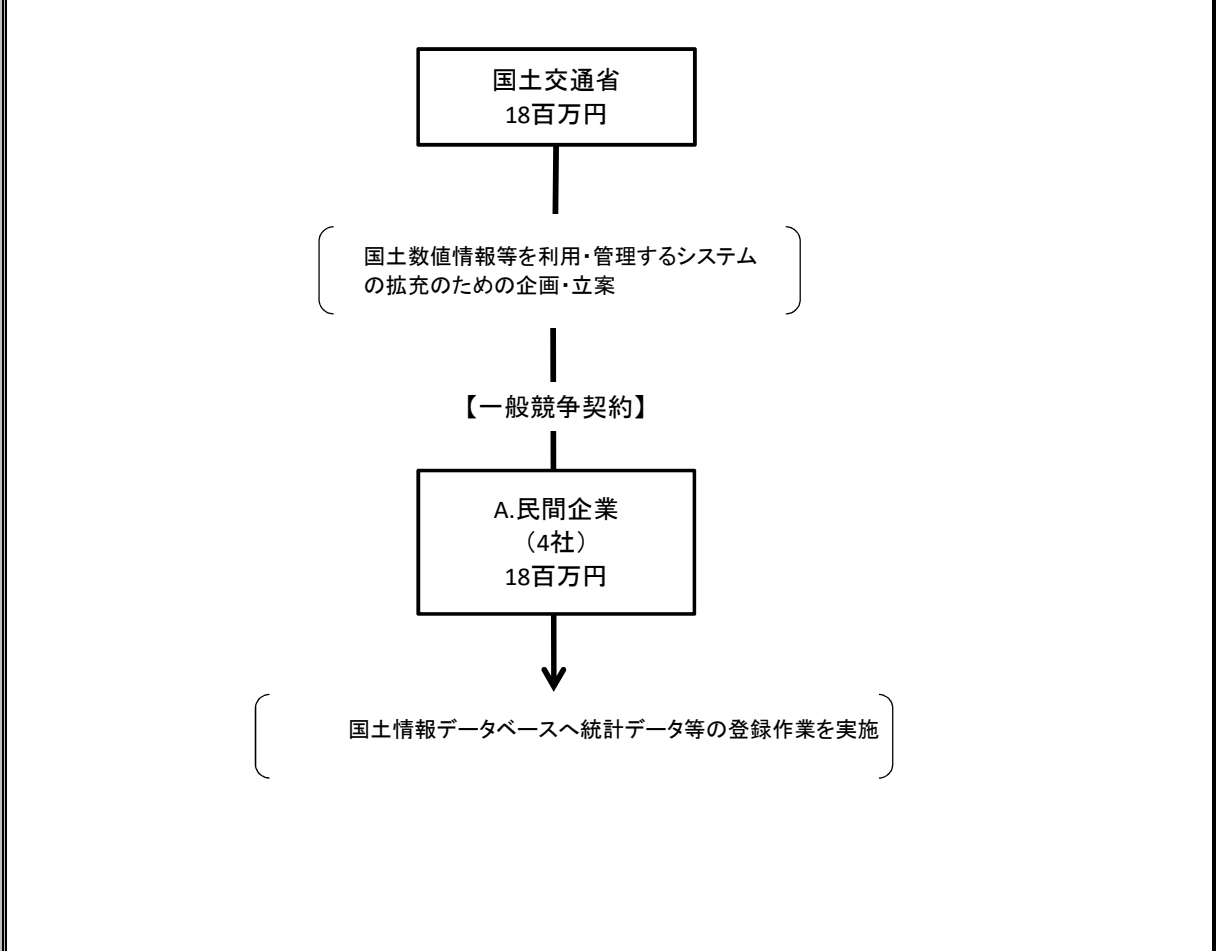 国土交通省
18百万円
国土数値情報等を利用・管理するシステム
の拡充のための企画・立案
【一般競争契約】
A.民間企業
（4社）
18百万円
国土情報データベースへ統計データ等の登録作業を実施